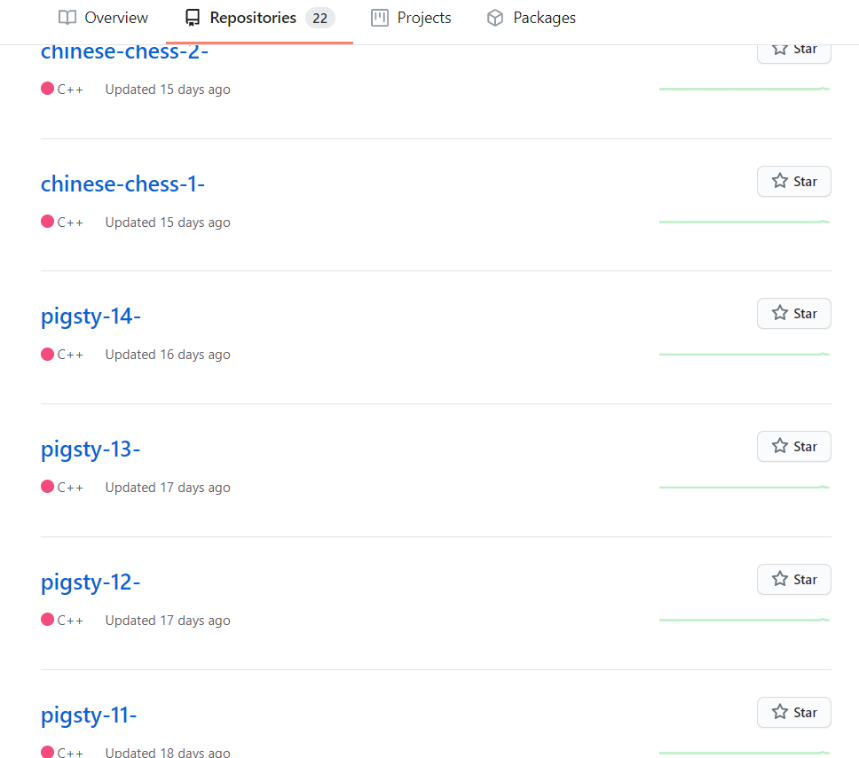 Overview Repositories 22 Projects Packages
chinese-chess-2- Star
C++ Updated 15 days ago
chinese-chess-1- Star
C++ Updated 15 days ago
pigsty-14- Star
C++ Updated 16 days ago
pigsty-13- Star
C++ Updated 17 days ago
pigsty-12- Star
C++ Updated 17 days ago
pigsty-11- Star
C++ Updated 18 days ago